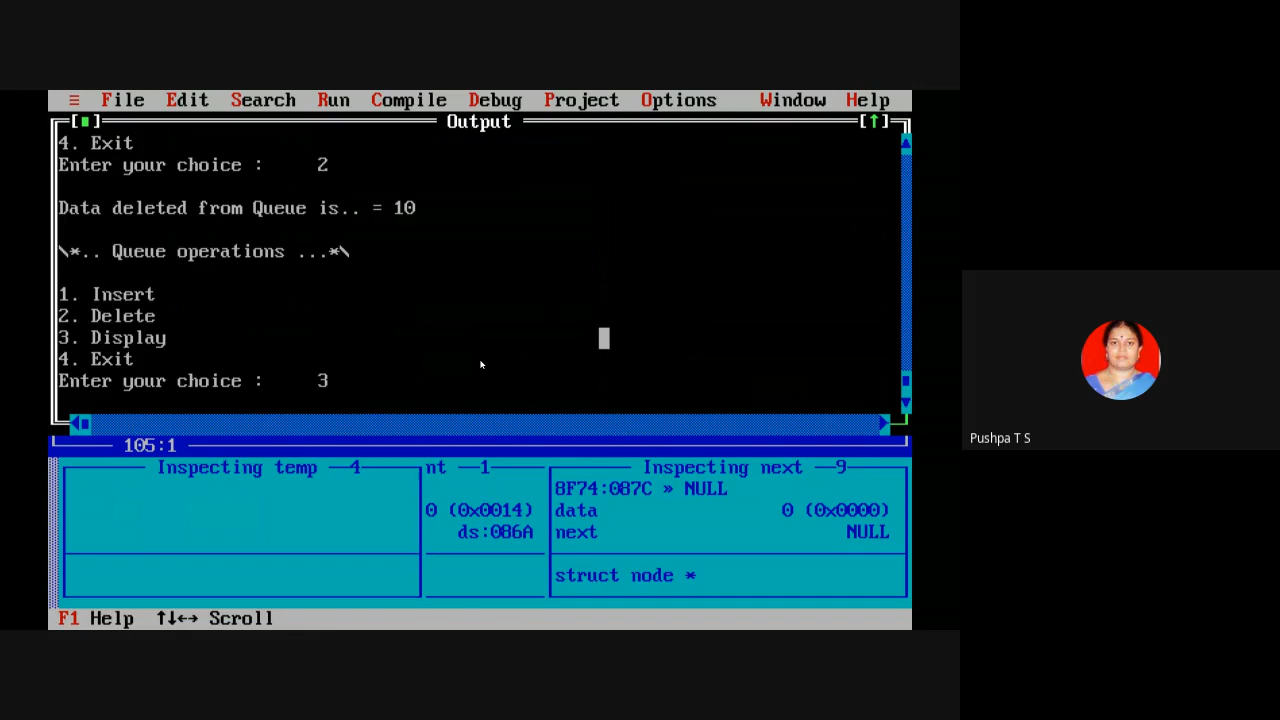 ≡ File Edit Search Run Compile Debug Project Options Window Help
[■] Output [↑]
4. Exit
Enter your choice : 2
Data deleted from Queue is.. = 10
\*.. Queue operations ...*\
1. Insert
2. Delete
3. Display
4. Exit
Enter your choice : 3
105:1
Inspecting temp 4
nt 1
0 (0x0014)
ds:086A
Inspecting next 9
8F74:087C » NULL
data 0 (0x0000)
next NULL
struct node *
F1 Help ↑↓↔ Scroll
Pushpa T S